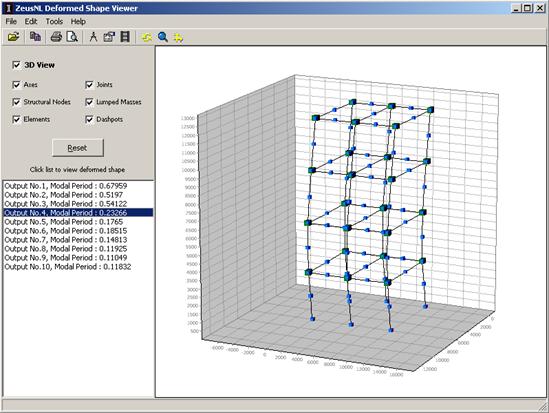 ZeusNL Deformed Shape Viewer
File Edit Tools Help
3D View
Axes Joints
Structural Nodes Lumped Masses
Elements Dashpots
Reset
Click list to view deformed shape
Output No.1, Modal Period : 0.67959
Output No.2, Modal Period : 0.5197
Output No.3, Modal Period : 0.54122
Output No.4, Modal Period : 0.23266
Output No.5, Modal Period : 0.1765
Output No.6, Modal Period : 0.18515
Output No.7, Modal Period : 0.14813
Output No.8, Modal Period : 0.11925
Output No.9, Modal Period : 0.11049
Output No.10, Modal Period : 0.11832
13000
12000
11000
10000
9000
8000
7000
6000
5000
4500
3500
2500
1500
500
-6000 -4000 -2000 0 2000 4000 6000 8000 10000 12000 14000 16000
12000
10000
8000
6000
4000
2000
0